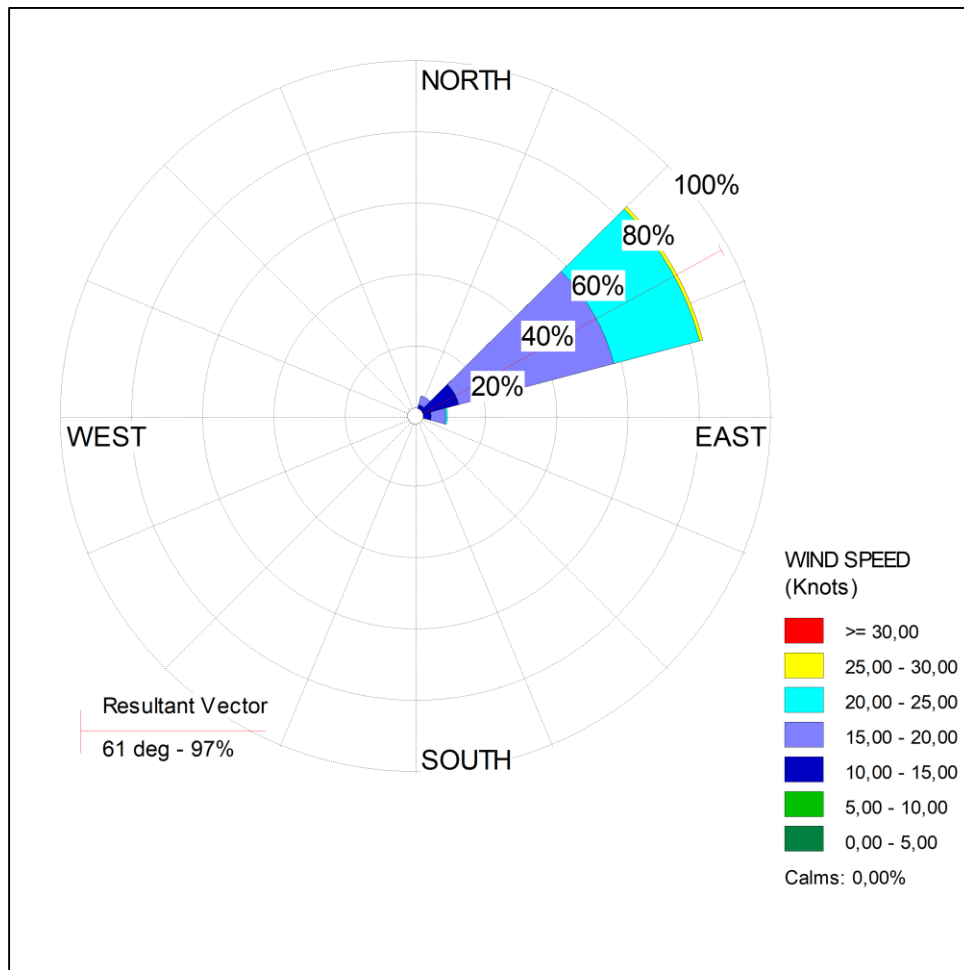 NORTH
100%
80%
60%
40%
20%
WEST
EAST
SOUTH
Resultant Vector
61 deg - 97%
WIND SPEED
(Knots)
>= 30,00
25,00 - 30,00
20,00 - 25,00
15,00 - 20,00
10,00 - 15,00
5,00 - 10,00
0,00 - 5,00
Calms: 0,00%